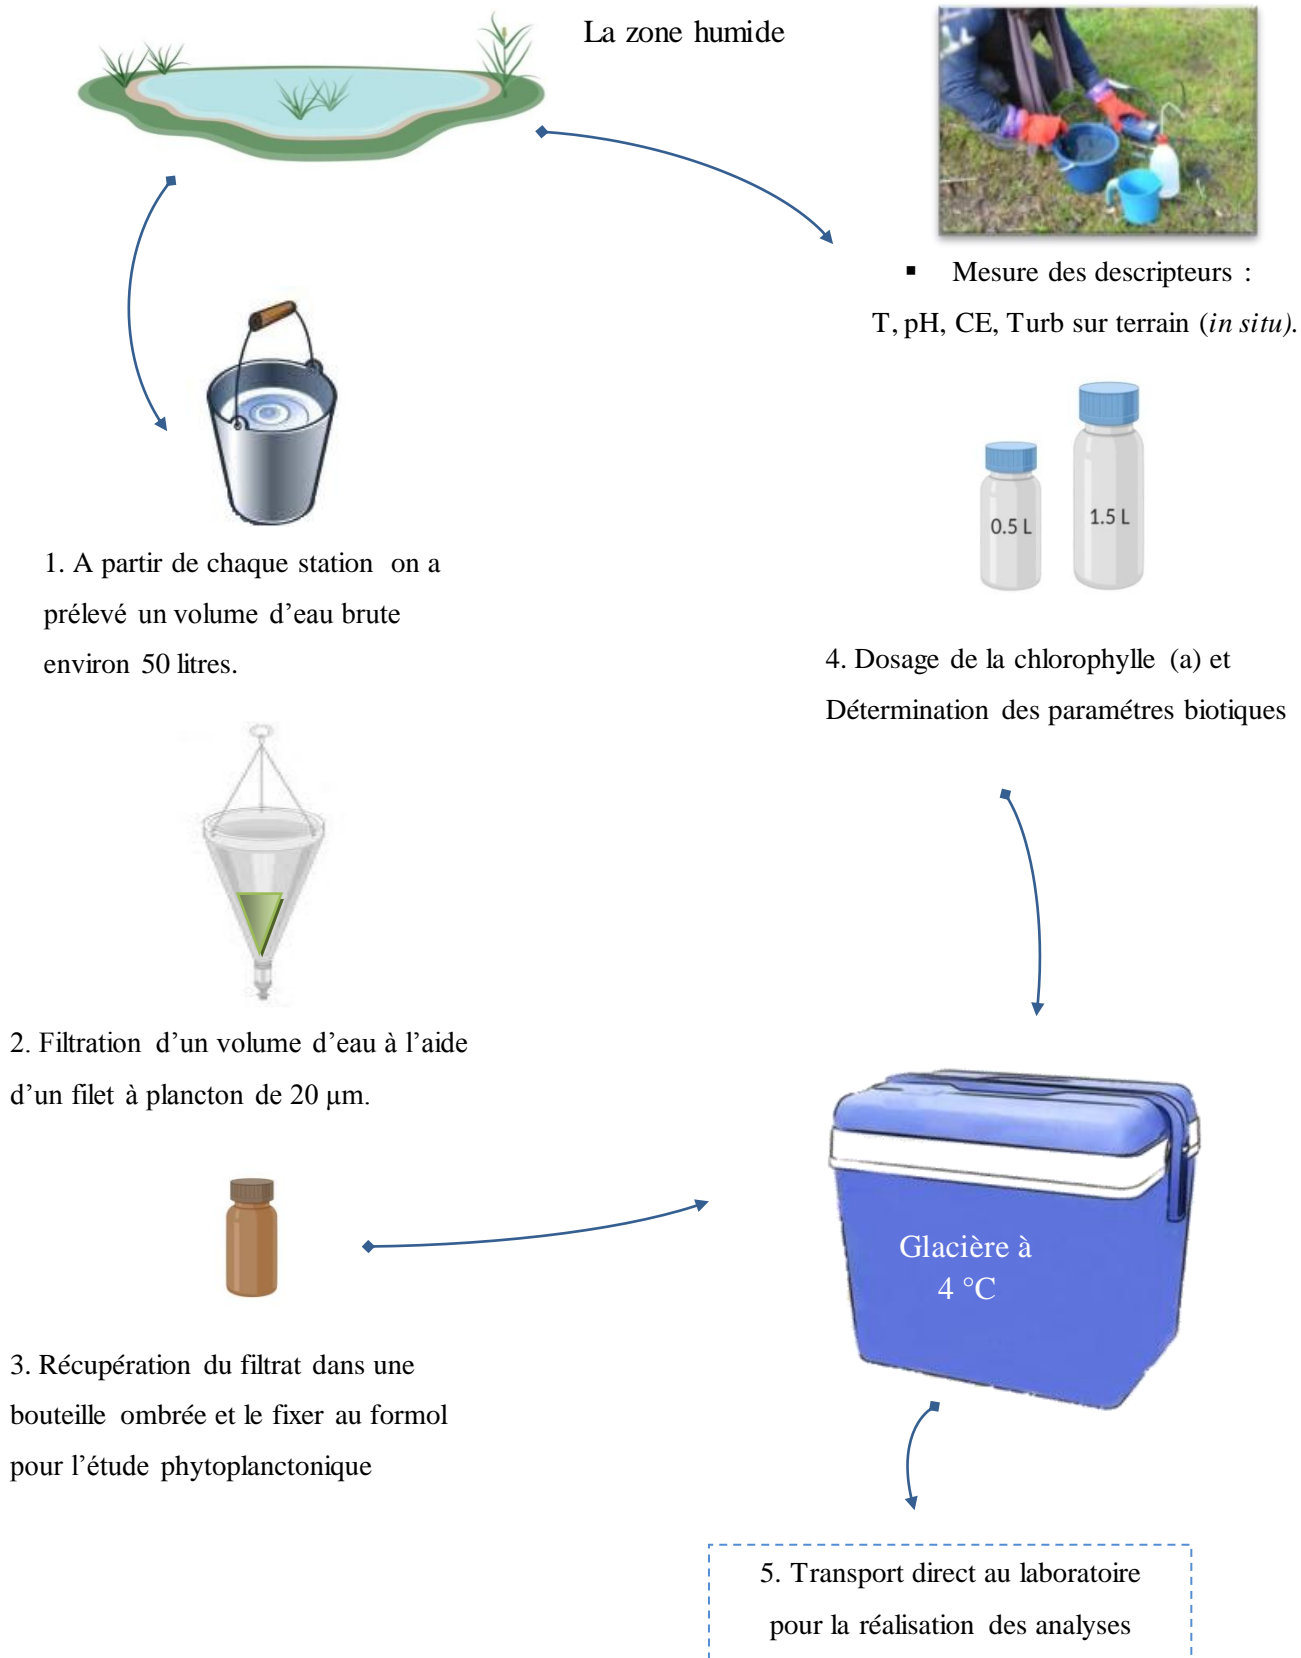 La zone humide
▪ Mesure des descripteurs :
T, pH, CE, Turb sur terrain (in situ).
1. A partir de chaque station on a
prélevé un volume d’eau brute
environ 50 litres.
0.5 L
1.5 L
4. Dosage de la chlorophylle (a) et
Détermination des paramétres biotiques
2. Filtration d’un volume d’eau à l’aide
d’un filet à plancton de 20 µm.
Glacière à
4 °C
3. Récupération du filtrat dans une
bouteille ombrée et le fixer au formol
pour l’étude phytoplanctonique
5. Transport direct au laboratoire
pour la réalisation des analyses